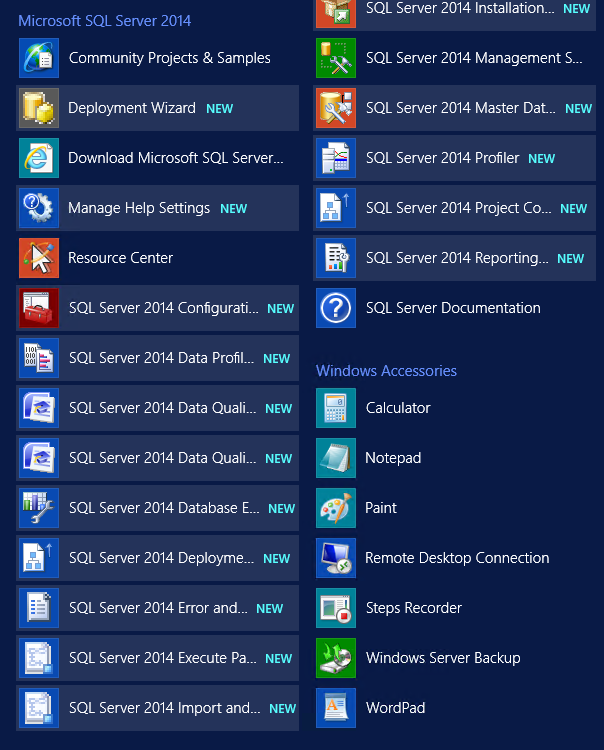 Microsoft SQL Server 2014
Community Projects & Samples
Deployment Wizard NEW
Download Microsoft SQL Server...
Manage Help Settings NEW
Resource Center
SQL Server 2014 Configurati... NEW
SQL Server 2014 Data Profil... NEW
SQL Server 2014 Data Quali... NEW
SQL Server 2014 Data Quali... NEW
SQL Server 2014 Database E... NEW
SQL Server 2014 Deployme... NEW
SQL Server 2014 Error and... NEW
SQL Server 2014 Execute Pa... NEW
SQL Server 2014 Import and... NEW
SQL Server 2014 Installation... NEW
SQL Server 2014 Management S...
SQL Server 2014 Master Dat... NEW
SQL Server 2014 Profiler NEW
SQL Server 2014 Project Co... NEW
SQL Server 2014 Reporting... NEW
SQL Server Documentation
Windows Accessories
Calculator
Notepad
Paint
Remote Desktop Connection
Steps Recorder
Windows Server Backup
WordPad